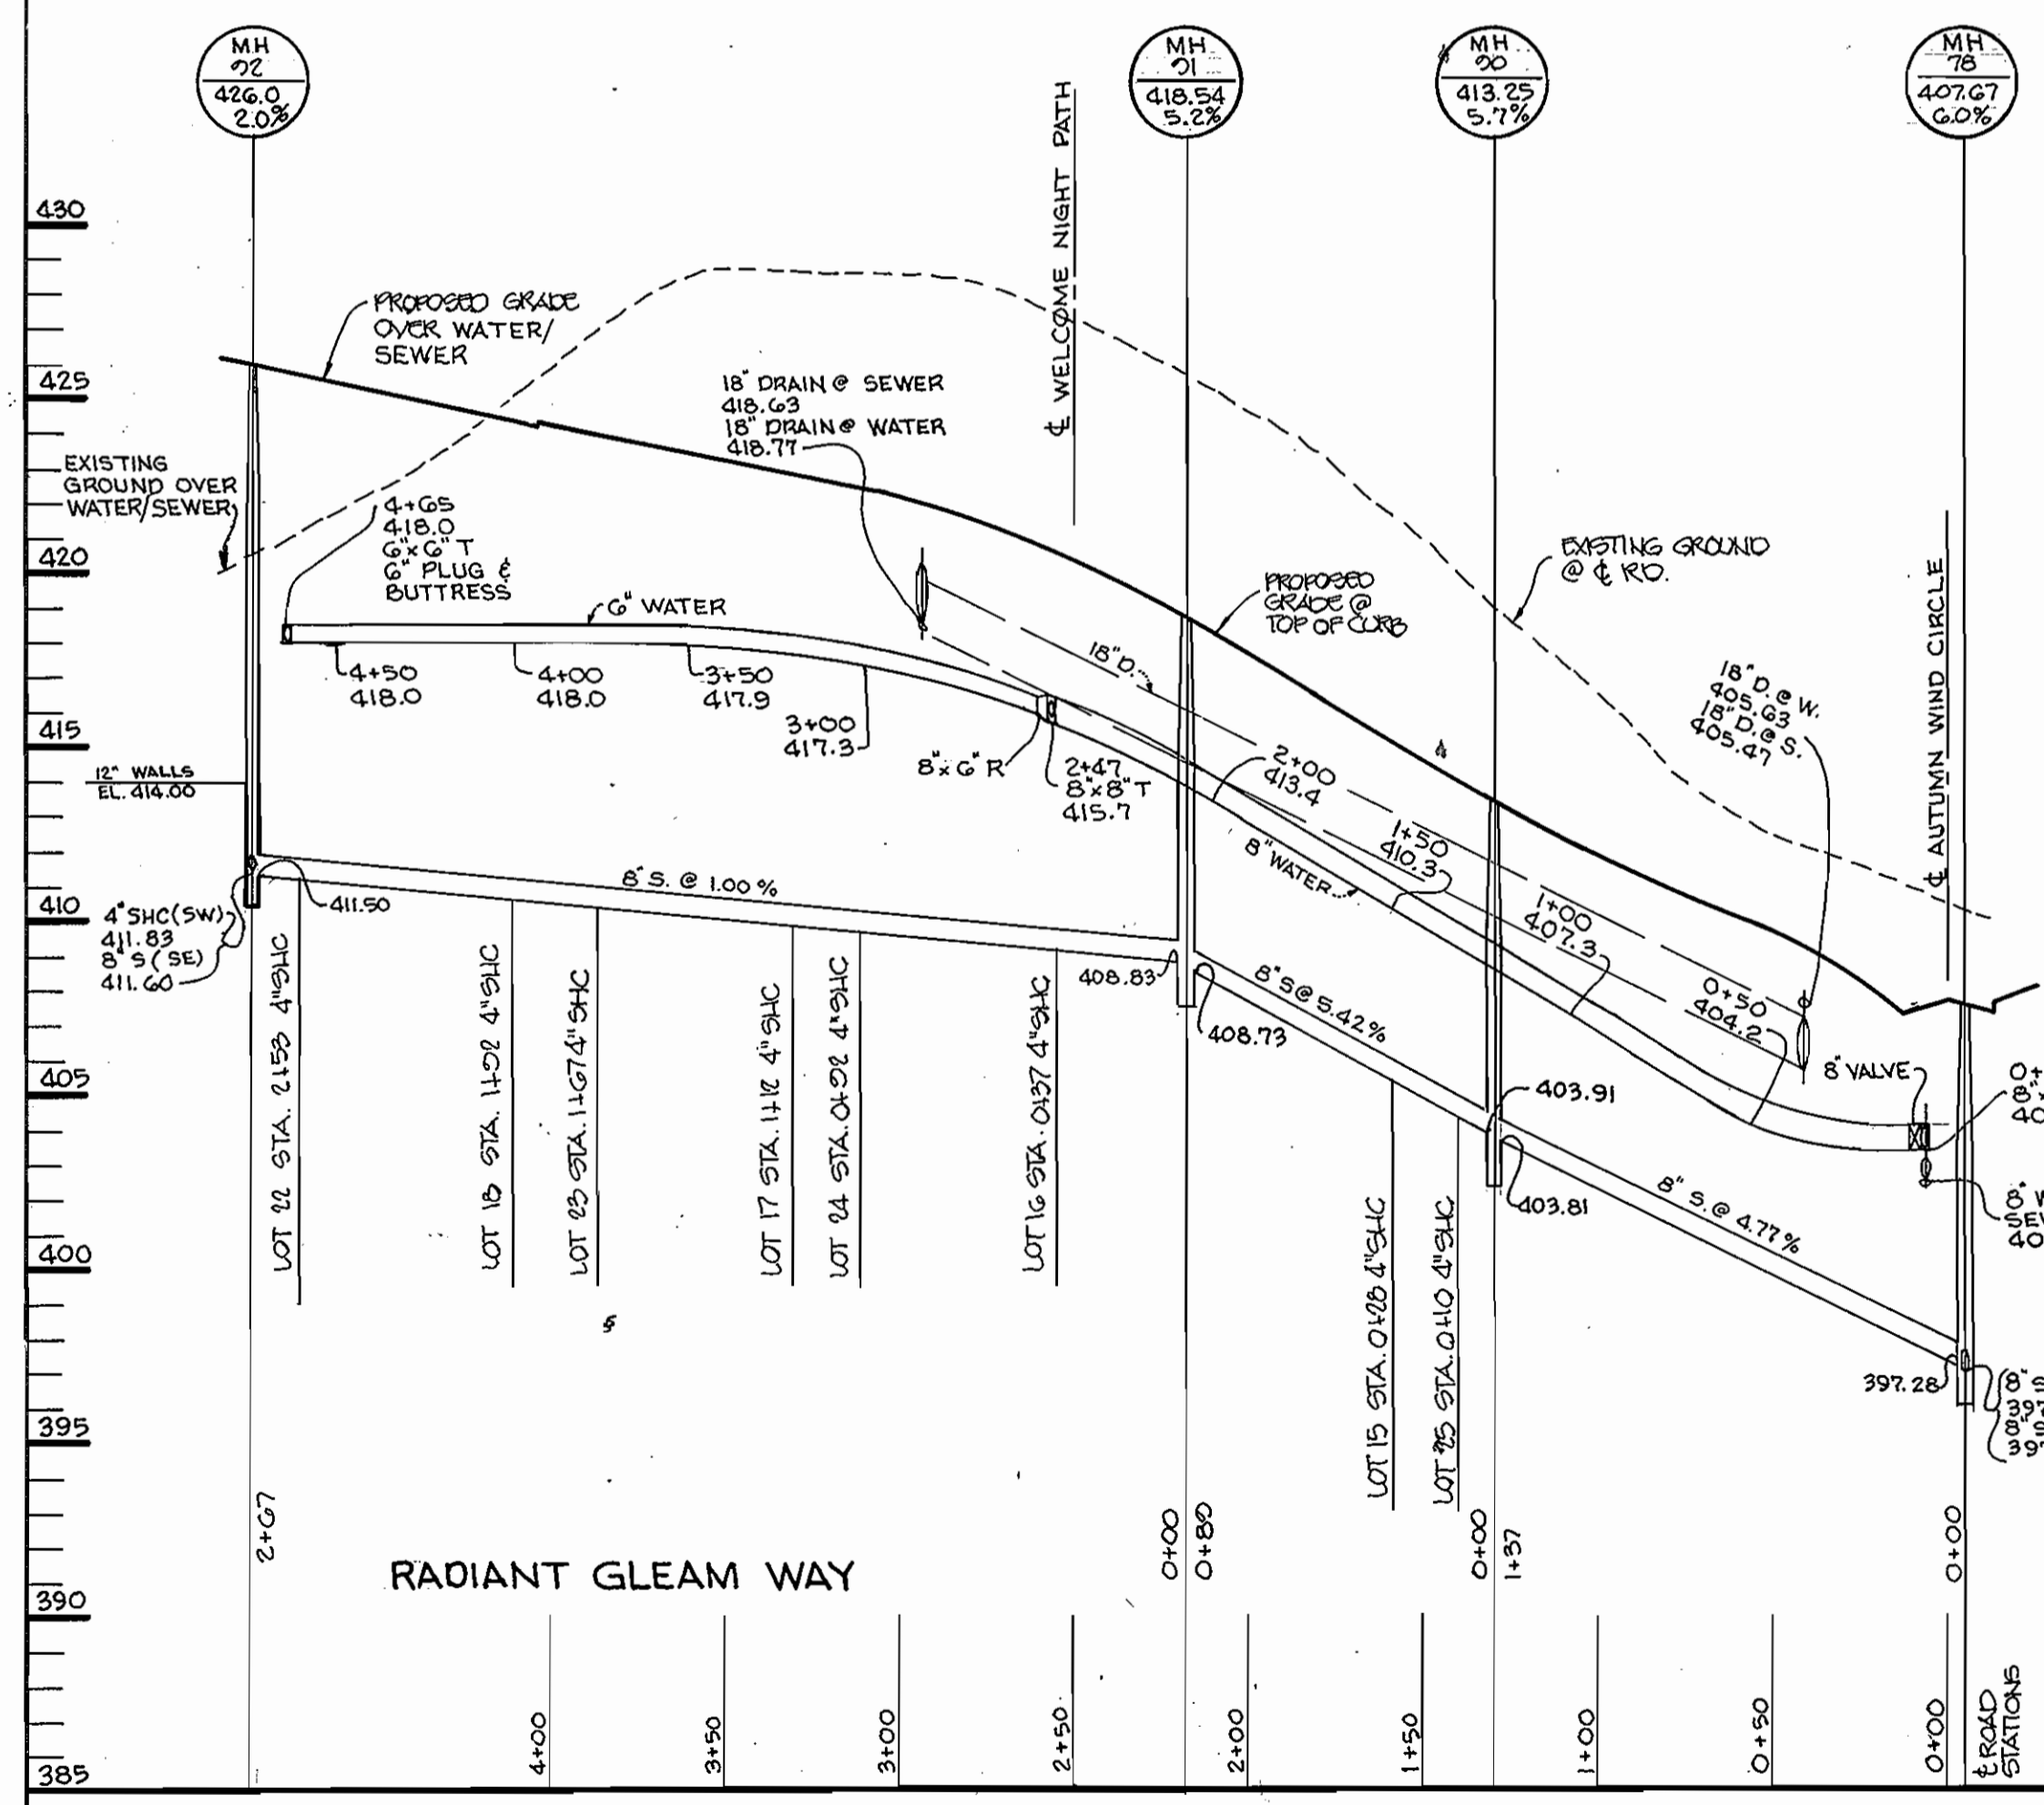 MH
92
426.0
2.0%
MH
91
418.54
5.2%
MH
90
413.25
5.7%
MH
78
407.67
6.0%
℄ WELCOME NIGHT PATH
430
425
420
415
410
405
400
395
390
385
PROPOSED GRADE
OVER WATER/
SEWER
18" DRAIN @ SEWER
418.63
18" DRAIN @ WATER
418.77
EXISTING
GROUND OVER
WATER/SEWER
4+65
418.0
6"x6" T
6" PLUG &
BUTTRESS
6" WATER
EXISTING GROUND
@ ℄ RD.
PROPOSED
GRADE @
TOP OF CURB
℄ AUTUMN WIND CIRCLE
18" D.
18" D. @ W.
405.63
18" D. @ S.
405.47
4+50
418.0
4+00
418.0
3+50
417.9
3+00
417.3
8"x6" R
2+47
8"x8" T
415.7
2+00
413.4
1+50
410.3
1+00
407.3
0+50
404.2
12" WALLS
EL. 414.00
8" WATER
8" S. @ 1.00%
411.50
4" SHC (SW)
411.83
8" S (SE)
411.60
408.83
408.73
8" S @ 5.42%
8" VALVE
0+
8"
40
403.91
403.81
8" S. @ 4.77%
8" W
SEW
40
397.28
8" S
397
8"
397
LOT 22 STA. 2+53 4" SHC
LOT 18 STA. 1+92 4" SHC
LOT 23 STA. 1+67 4" SHC
LOT 17 STA. 1+12 4" SHC
LOT 24 STA. 0+92 4" SHC
LOT 16 STA. 0+37 4" SHC
LOT 15 STA. 0+28 4" SHC
LOT 25 STA. 0+10 4" SHC
2+67
0+00
0+89
0+00
1+37
0+00
RADIANT GLEAM WAY
4+00
3+50
3+00
2+50
2+00
1+50
1+00
0+50
0+00
℄ ROAD
STATIONS